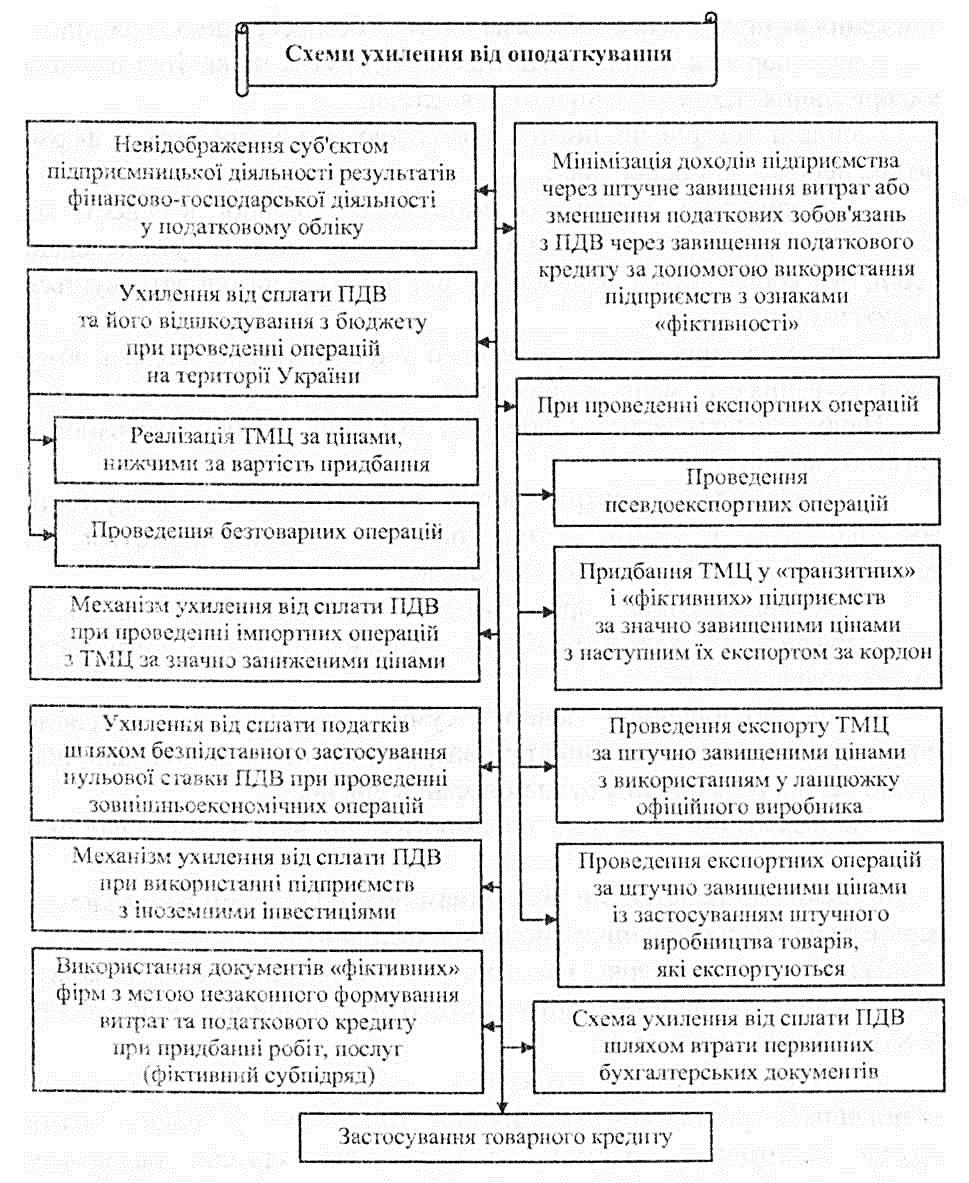 Схеми ухилення від оподаткування
Невідображення суб'єктом
підприємницької діяльності результатів
фінансово-господарської діяльності
у податковому обліку
Мінімізація доходів підприємства
через штучне завищення витрат або
зменшення податкових зобов'язань
з ПДВ через завищення податкового
кредиту за допомогою використання
підприємств з ознаками
«фіктивності»
Ухилення від сплати ПДВ
та його відшкодування з бюджету
при проведенні операцій
на території України
При проведенні експортних операцій
Реалізація ТМЦ за цінами,
нижчими за вартість придбання
Проведення
псевдоекспортних операцій
Проведення безтоварних операцій
Придбання ТМЦ у «транзитних»
і «фіктивних» підприємств
за значно завищеними цінами
з наступним їх експортом за кордон
Механізм ухилення від сплати ПДВ
при проведенні імпортних операцій
з ТМЦ за значно заниженими цінами
Ухилення від сплати податків
шляхом безпідставного застосування
нульової ставки ПДВ при проведенні
зовнішньоекономічних операцій
Проведення експорту ТМЦ
за штучно завищеними цінами
з використанням у ланцюжку
офіційного виробника
Механізм ухилення від сплати ПДВ
при використанні підприємств
з іноземними інвестиціями
Проведення експортних операцій
за штучно завищеними цінами
із застосуванням штучного
виробництва товарів,
які експортуються
Використання документів «фіктивних»
фірм з метою незаконного формування
витрат та податкового кредиту
при придбанні робіт, послуг
(фіктивний субпідряд)
Схема ухилення від сплати ПДВ
шляхом втрати первинних
бухгалтерських документів
Застосування товарного кредиту